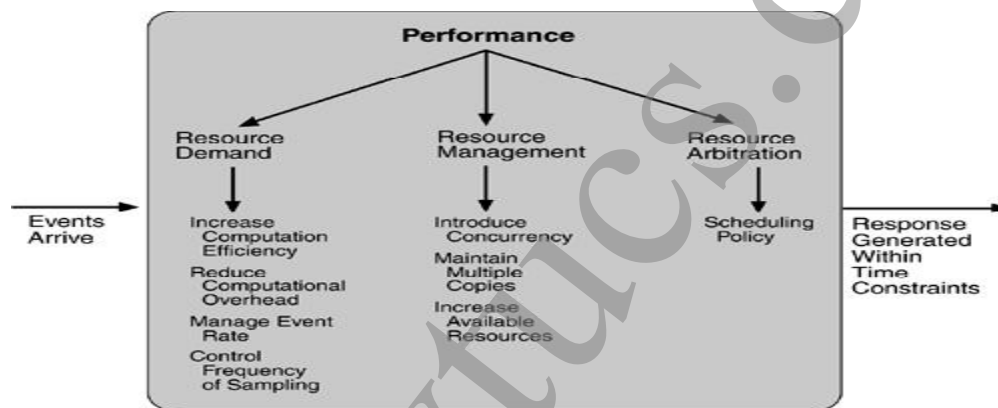 Performance
Resource
Demand
Resource
Management
Resource
Arbitration
Events
Arrive
Increase
Computation
Efficiency
Reduce
Computational
Overhead
Manage Event
Rate
Control
Frequency
of Sampling
Introduce
Concurrency
Maintain
Multiple
Copies
Increase
Available
Resources
Scheduling
Policy
Response
Generated
Within
Time
Constraints